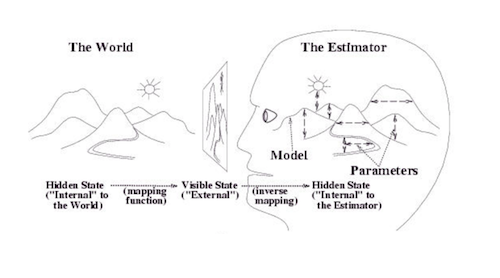 The World
The Estimator
Model
Parameters
Hidden State
("Internal" to
the World)
(mapping
function)
Visible State
("External")
(inverse
mapping)
Hidden State
("Internal" to
the Estimator)